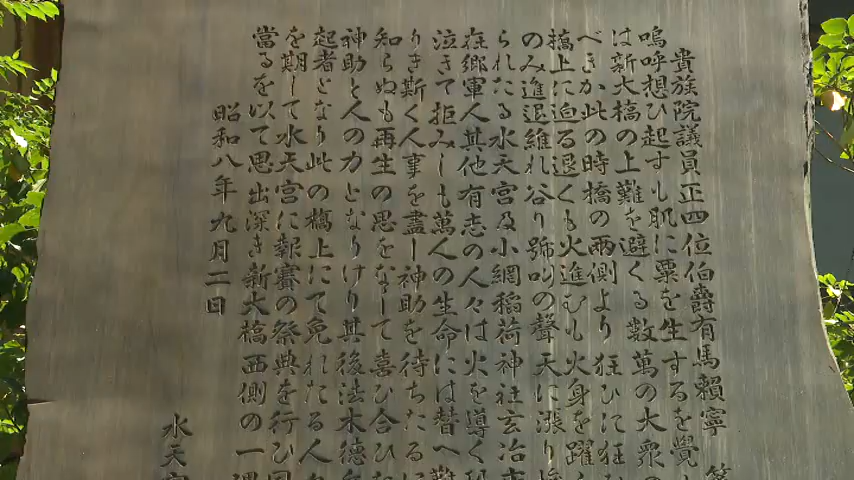 貴族院議員正四位伯爵有馬頼寧
嗚呼想ひ起すも肌に粟を生するを覺
は新大橋の上難を避くる數萬の大衆の
べきか此の時橋の兩側より狂ひに狂
橋上に迫る退くも火進むも火身を躍
のみ進退維れ谷り號叫の聲天に漲り
られたる水天宮及小網稲荷神社玄冶
在郷軍人其他有志の人々は火を導く
泣きて拒みしも萬人の生命には替へ難
りき斯く人事を盡し神助を待ちたるに
知らぬも再生の思をなして喜ひ合ひ
神助と人の力となりけり其後法木徳
起者となり此の橋上にて免れたる人
を期して水天宮に報賽の祭典を行ひ
當るを以て思出深き新大橋西側の一
昭和八年九月二日
水天